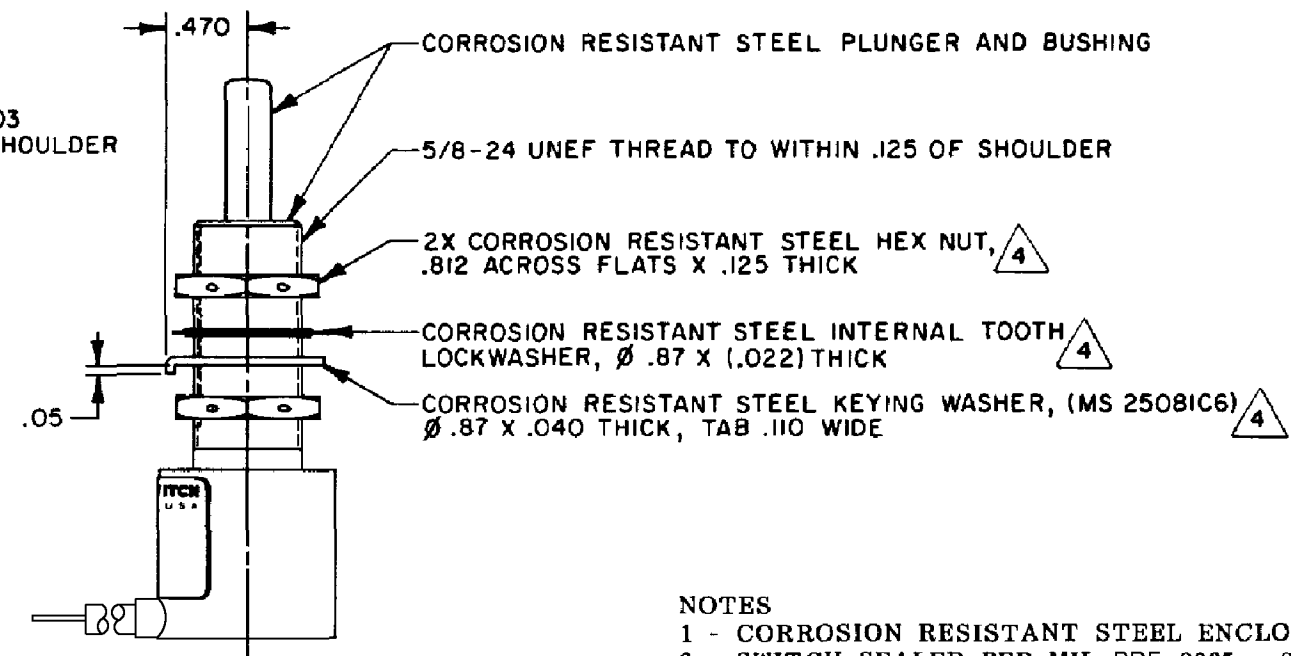 .470
CORROSION RESISTANT STEEL PLUNGER AND BUSHING
03
HOULDER
5/8-24 UNEF THREAD TO WITHIN .125 OF SHOULDER
2X CORROSION RESISTANT STEEL HEX NUT, 4
.812 ACROSS FLATS X .125 THICK
CORROSION RESISTANT STEEL INTERNAL TOOTH 4
LOCKWASHER, Ø .87 X (.022) THICK
.05
CORROSION RESISTANT STEEL KEYING WASHER, (MS 25081C6) 4
Ø .87 X .040 THICK, TAB .110 WIDE
ITCH
USA
NOTES
1 - CORROSION RESISTANT STEEL ENCLO